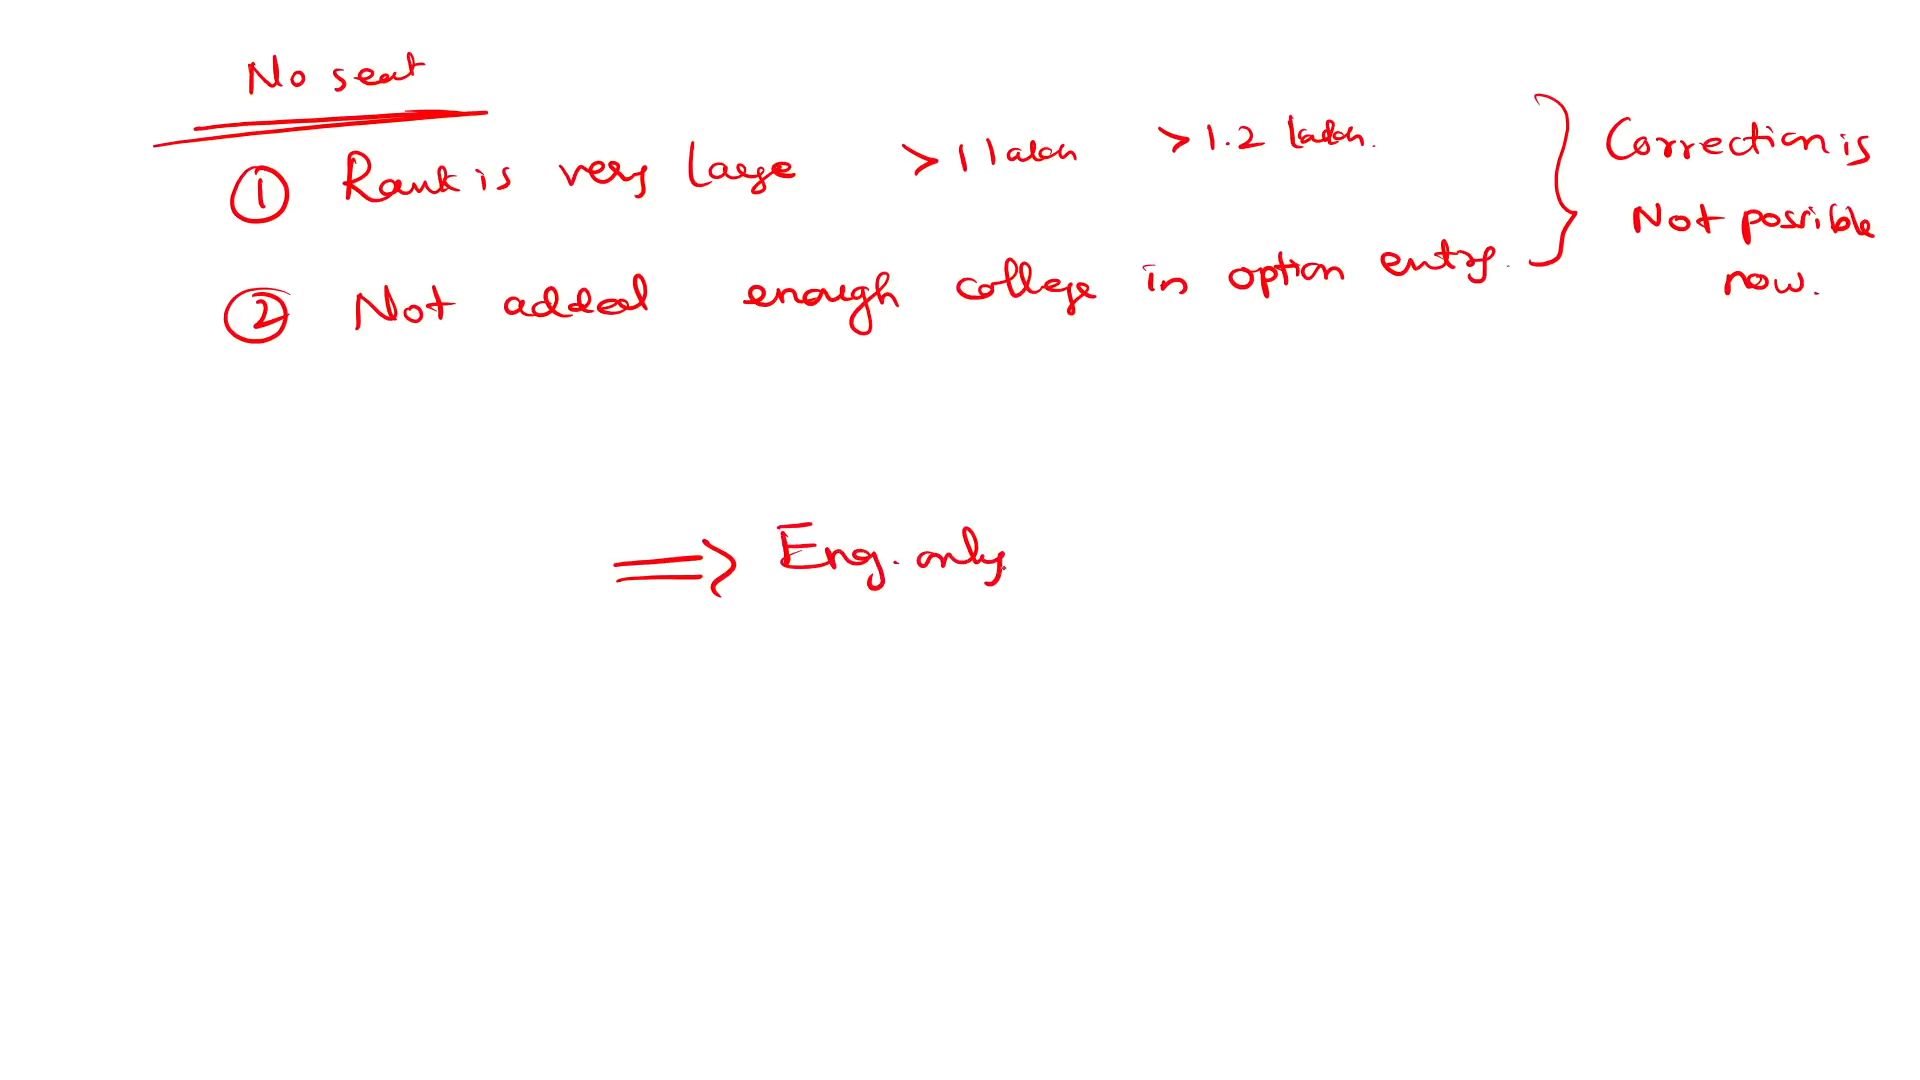 No seat
① Rank is very large > 1 lakh > 1.2 lakh.
② Not added enough college in option entry.
Correction is
Not possible
now.
⇒ Eng. only